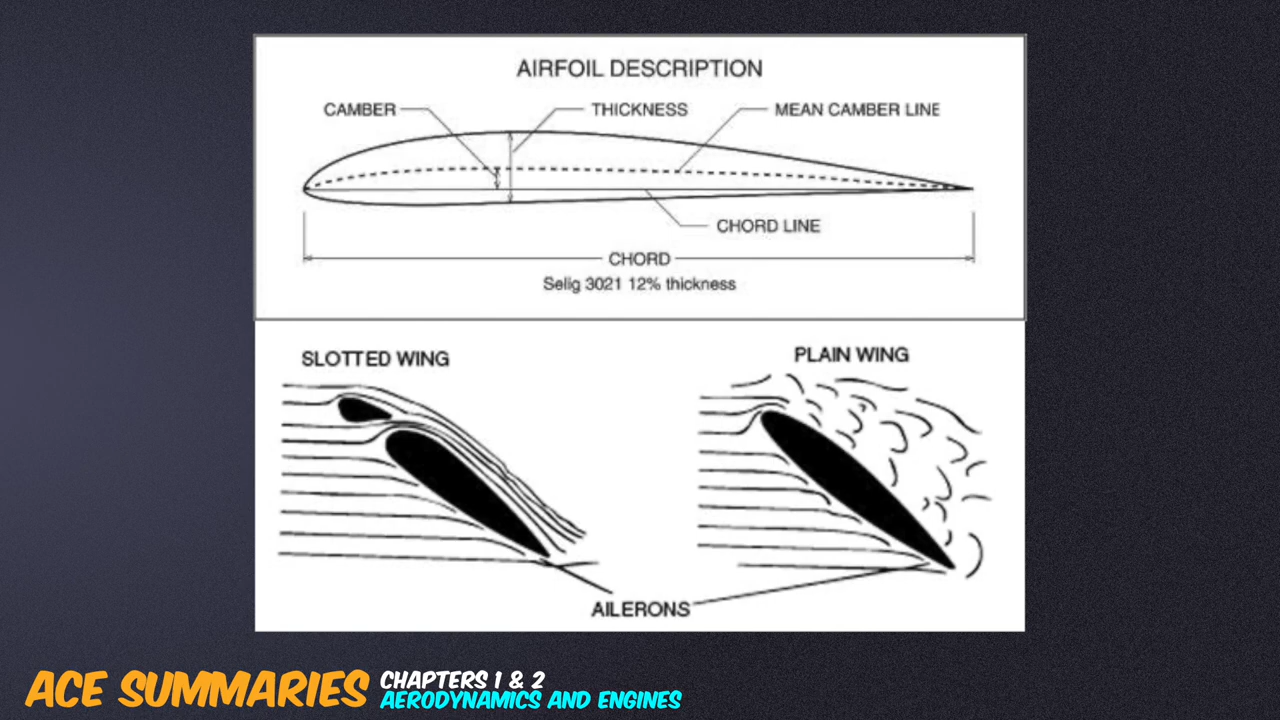 AIRFOIL DESCRIPTION
CAMBER
THICKNESS
MEAN CAMBER LINE
CHORD LINE
CHORD
Selig 3021 12% thickness
SLOTTED WING
PLAIN WING
AILERONS
ACE SUMMARIES
CHAPTERS 1 & 2
AERODYNAMICS AND ENGINES